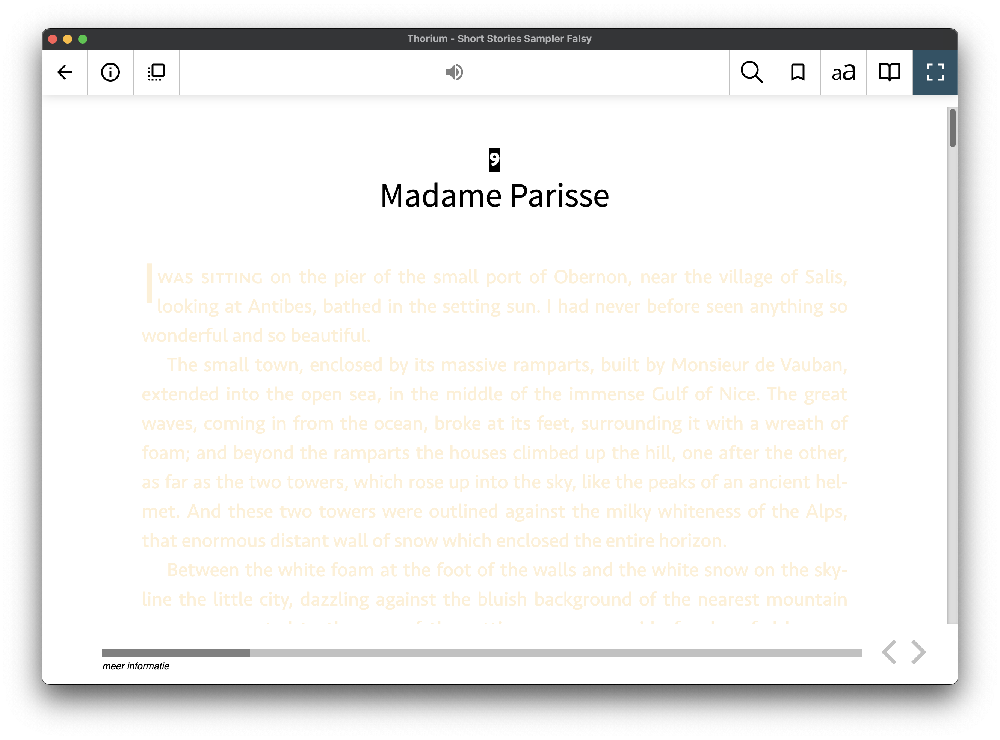 Thorium - Short Stories Sampler Falsy
aA
9
Madame Parisse
I WAS SITTING on the pier of the small port of Obernon, near the village of Salis,
looking at Antibes, bathed in the setting sun. I had never before seen anything so
wonderful and so beautiful.
The small town, enclosed by its massive ramparts, built by Monsieur de Vauban,
extended into the open sea, in the middle of the immense Gulf of Nice. The great
waves, coming in from the ocean, broke at its feet, surrounding it with a wreath of
foam; and beyond the ramparts the houses climbed up the hill, one after the other,
as far as the two towers, which rose up into the sky, like the peaks of an ancient hel-
met. And these two towers were outlined against the milky whiteness of the Alps,
that enormous distant wall of snow which enclosed the entire horizon.
Between the white foam at the foot of the walls and the white snow on the sky-
line the little city, dazzling against the bluish background of the nearest mountain
meer informatie